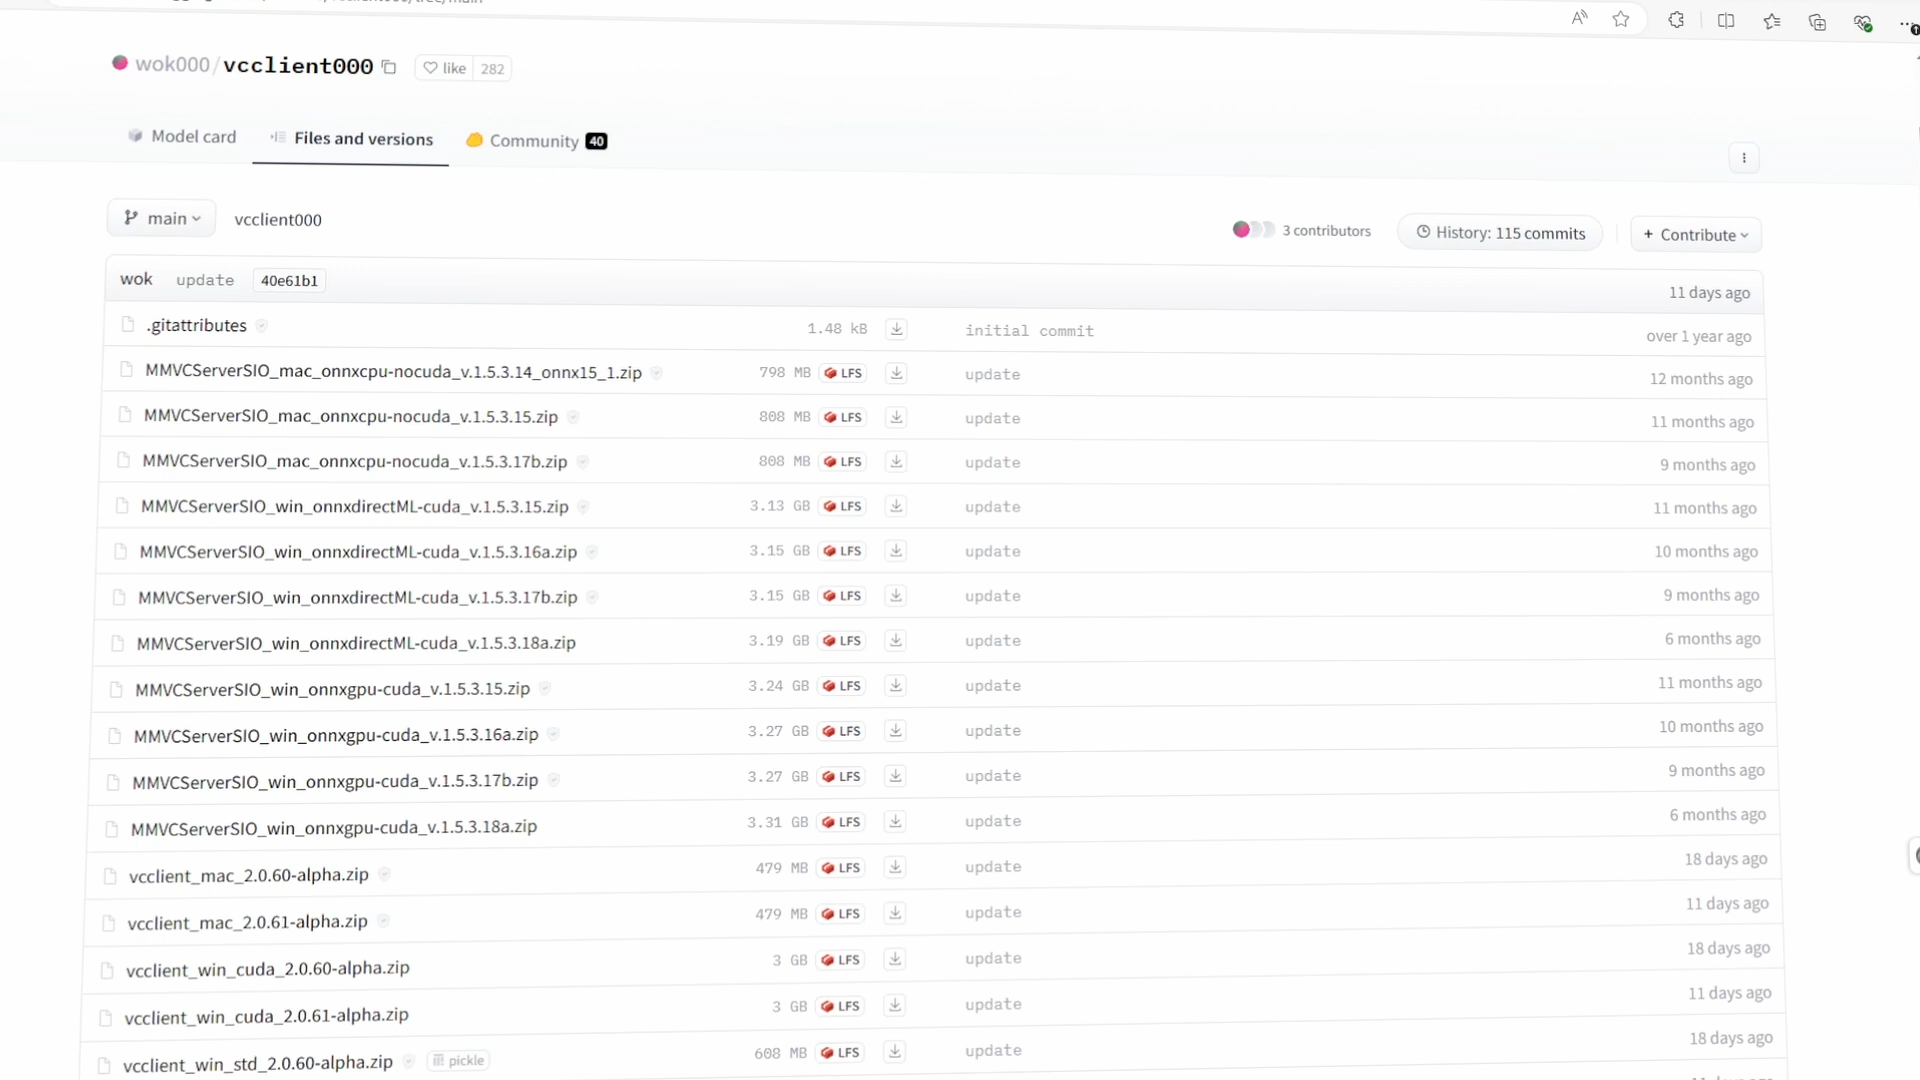 wok000/vcclient000 like 282
Model card Files and versions Community 40
main vcclient000 3 contributors History: 115 commits + Contribute
wok update 40e61b1 11 days ago
.gitattributes 1.48 kB initial commit over 1 year ago
MMVCServerSIO_mac_onnxcpu-nocuda_v.1.5.3.14_onnx15_1.zip 798 MB LFS update 12 months ago
MMVCServerSIO_mac_onnxcpu-nocuda_v.1.5.3.15.zip 808 MB LFS update 11 months ago
MMVCServerSIO_mac_onnxcpu-nocuda_v.1.5.3.17b.zip 808 MB LFS update 9 months ago
MMVCServerSIO_win_onnxdirectML-cuda_v.1.5.3.15.zip 3.13 GB LFS update 11 months ago
MMVCServerSIO_win_onnxdirectML-cuda_v.1.5.3.16a.zip 3.15 GB LFS update 10 months ago
MMVCServerSIO_win_onnxdirectML-cuda_v.1.5.3.17b.zip 3.15 GB LFS update 9 months ago
MMVCServerSIO_win_onnxdirectML-cuda_v.1.5.3.18a.zip 3.19 GB LFS update 6 months ago
MMVCServerSIO_win_onnxgpu-cuda_v.1.5.3.15.zip 3.24 GB LFS update 11 months ago
MMVCServerSIO_win_onnxgpu-cuda_v.1.5.3.16a.zip 3.27 GB LFS update 10 months ago
MMVCServerSIO_win_onnxgpu-cuda_v.1.5.3.17b.zip 3.27 GB LFS update 9 months ago
MMVCServerSIO_win_onnxgpu-cuda_v.1.5.3.18a.zip 3.31 GB LFS update 6 months ago
vcclient_mac_2.0.60-alpha.zip 479 MB LFS update 18 days ago
vcclient_mac_2.0.61-alpha.zip 479 MB LFS update 11 days ago
vcclient_win_cuda_2.0.60-alpha.zip 3 GB LFS update 18 days ago
vcclient_win_cuda_2.0.61-alpha.zip 3 GB LFS update 11 days ago
vcclient_win_std_2.0.60-alpha.zip pickle 608 MB LFS update 18 days ago